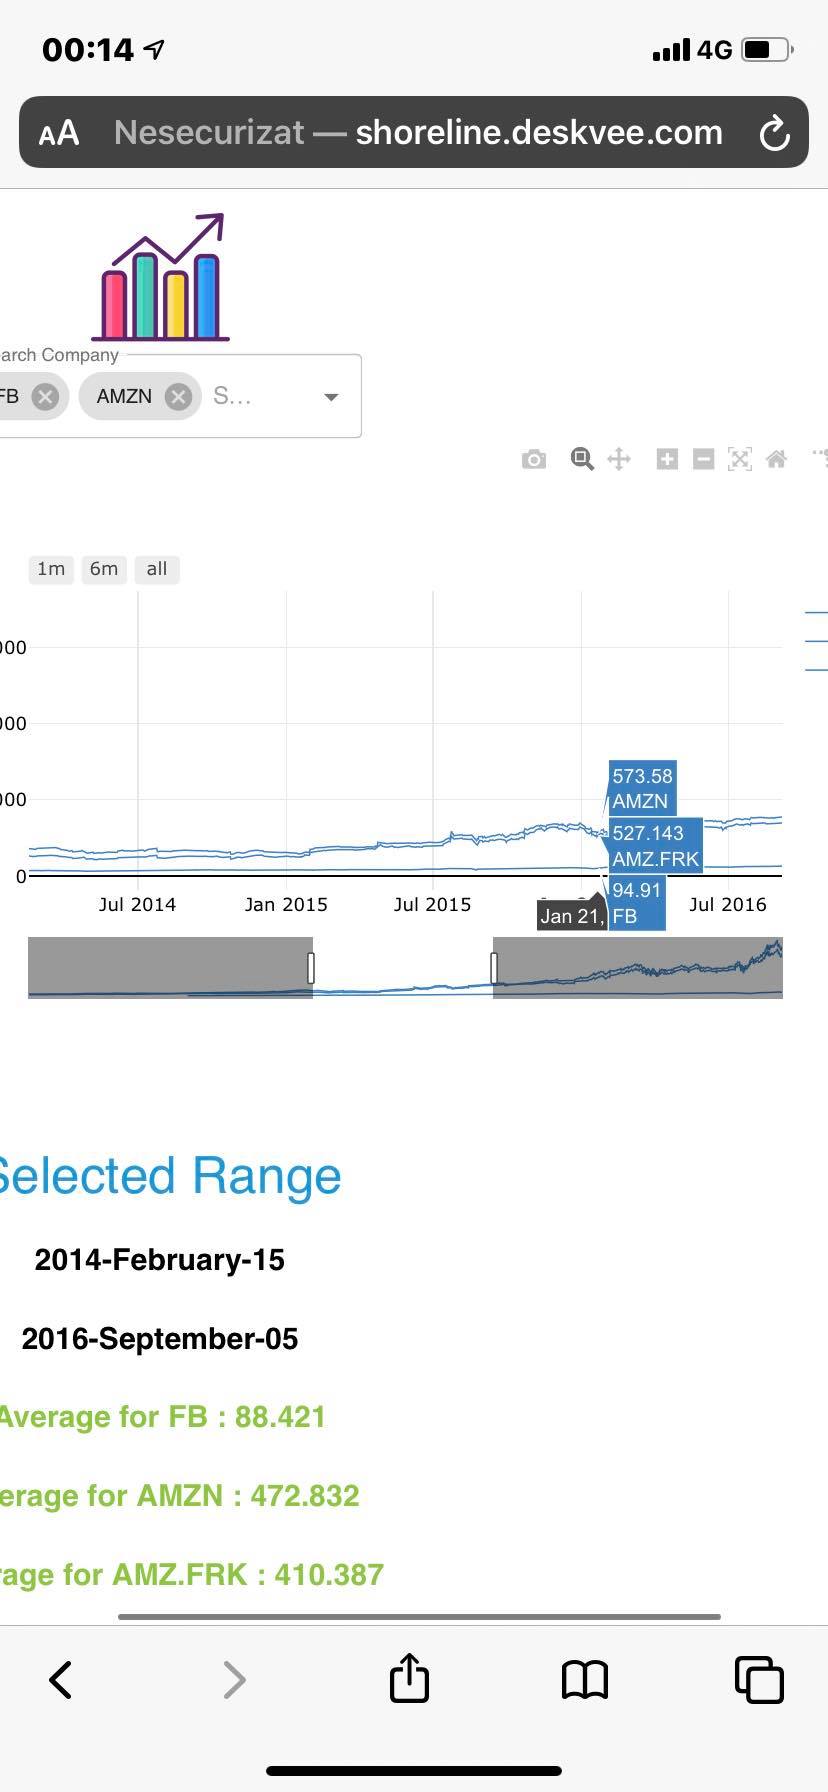 00:14
4G
AA Nesecurizat — shoreline.deskvee.com
arch Company
FB AMZN S...
1m 6m all
000
000
000
0
573.58
AMZN
527.143
AMZ.FRK
94.91
FB
Jan 21,
Jul 2014 Jan 2015 Jul 2015 Jul 2016
Selected Range
2014-February-15
2016-September-05
Average for FB : 88.421
erage for AMZN : 472.832
rage for AMZ.FRK : 410.387